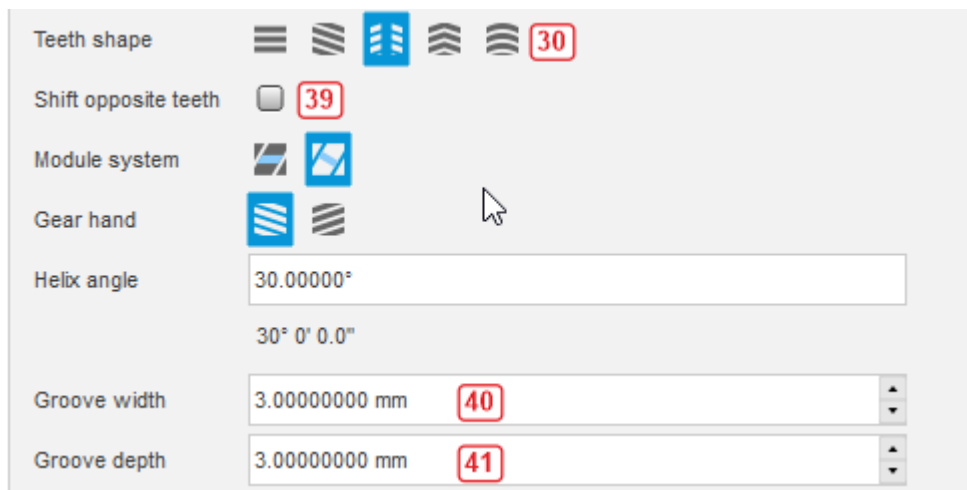 Teeth shape 30
Shift opposite teeth 39
Module system
Gear hand
Helix angle 30.00000°
30° 0' 0.0"
Groove width 3.00000000 mm 40
Groove depth 3.00000000 mm 41